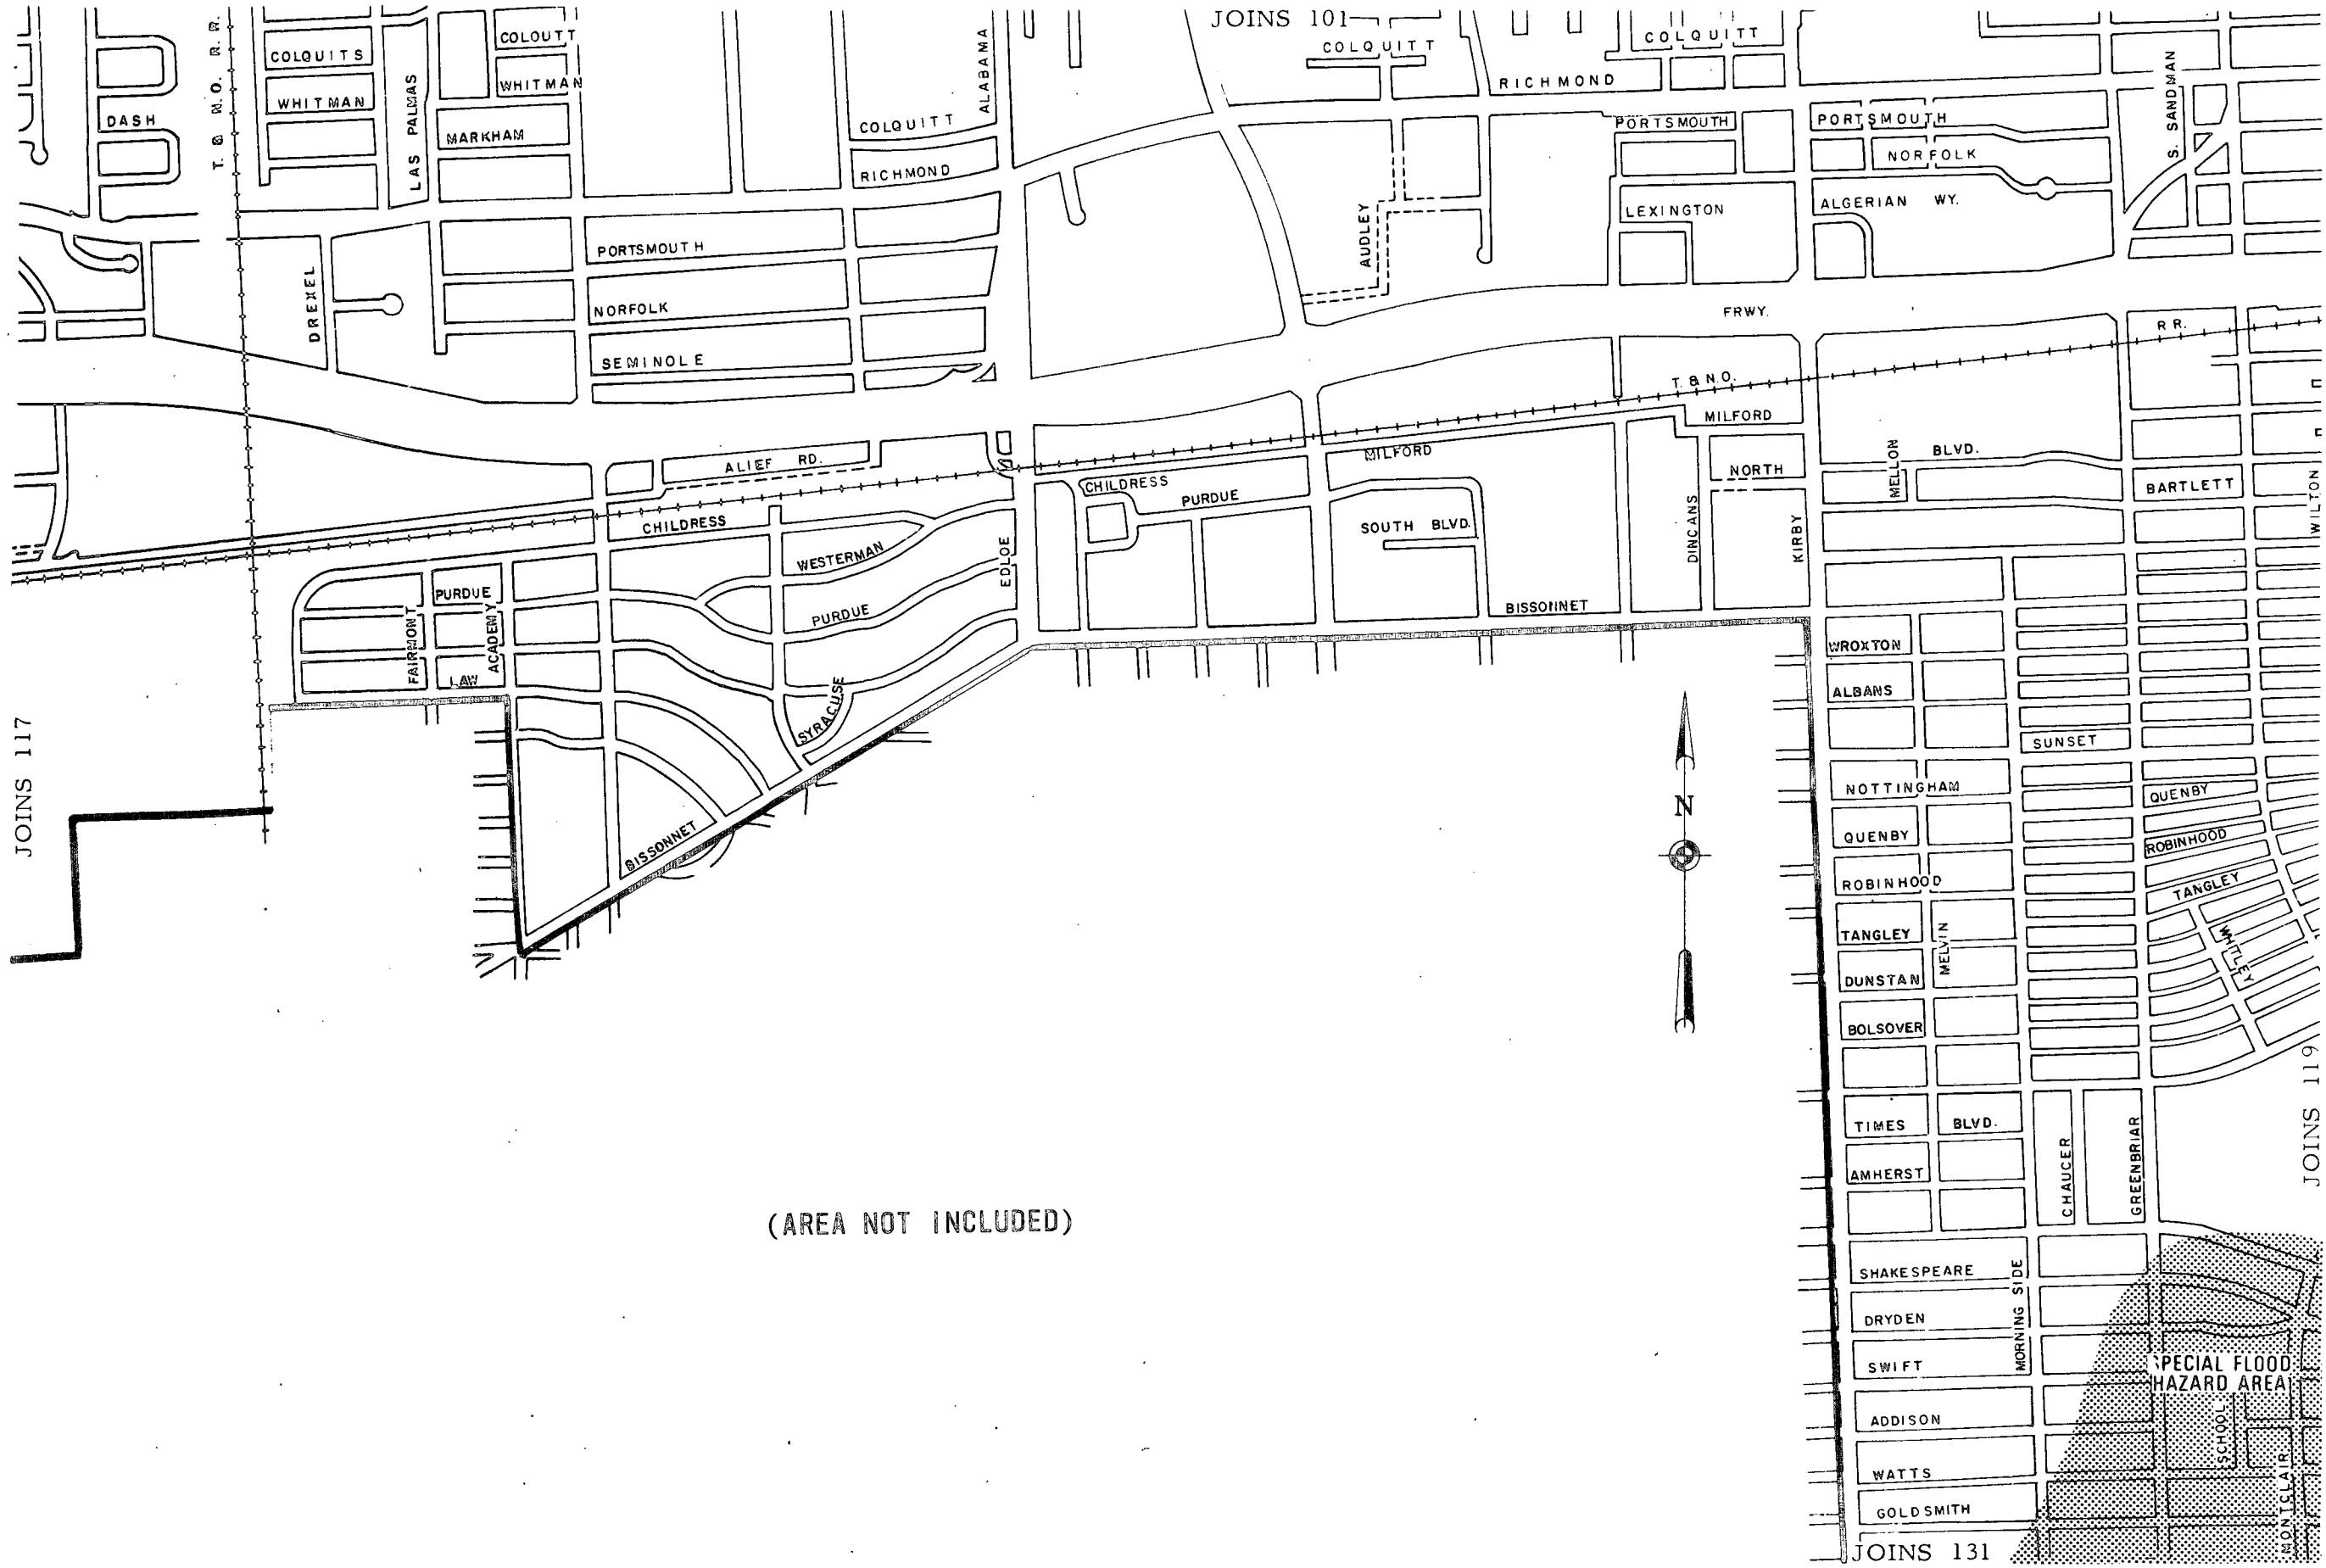 JOINS 101
COLOUTT
COLQUITT
COLQUITT
COLQUITS
WHITMAN
WHITMAN
RICHMOND
DASH
T. & N.O. R.R.
LAS PALMAS
MARKHAM
ALABAMA
COLQUITT
RICHMOND
PORTSMOUTH
PORTSMOUTH
S. SANDMAN
NORFOLK
LEXINGTON
ALGERIAN WY.
AUDLEY
PORTSMOUTH
DREXEL
NORFOLK
FRWY.
R R.
SEMINOLE
T. & N.O.
MILFORD
ALIEF RD.
MILFORD
MELLON
BLVD.
NORTH
CHILDRESS
PURDUE
BARTLETT
WILTON
CHILDRESS
SOUTH BLVD.
DINCANS
KIRBY
WESTERMAN
EDLOE
PURDUE
FAIRMONT
ACADEMY
PURDUE
BISSONNET
LAW
SYRACUSE
WROXTON
ALBANS
SUNSET
JOINS 117
NOTTINGHAM
QUENBY
N
BISSONNET
QUENBY
ROBINHOOD
ROBINHOOD
TANGLEY
TANGLEY
MELVIN
WHITLEY
DUNSTAN
BOLSOVER
JOINS 119
TIMES BLVD.
AMHERST
CHAUCER
GREENBRIAR
(AREA NOT INCLUDED)
SHAKESPEARE
MORNING SIDE
DRYDEN
SWIFT
SPECIAL FLOOD
HAZARD AREA
ADDISON
SCHOOL
WATTS
MONTCLAIR
GOLDSMITH
JOINS 131